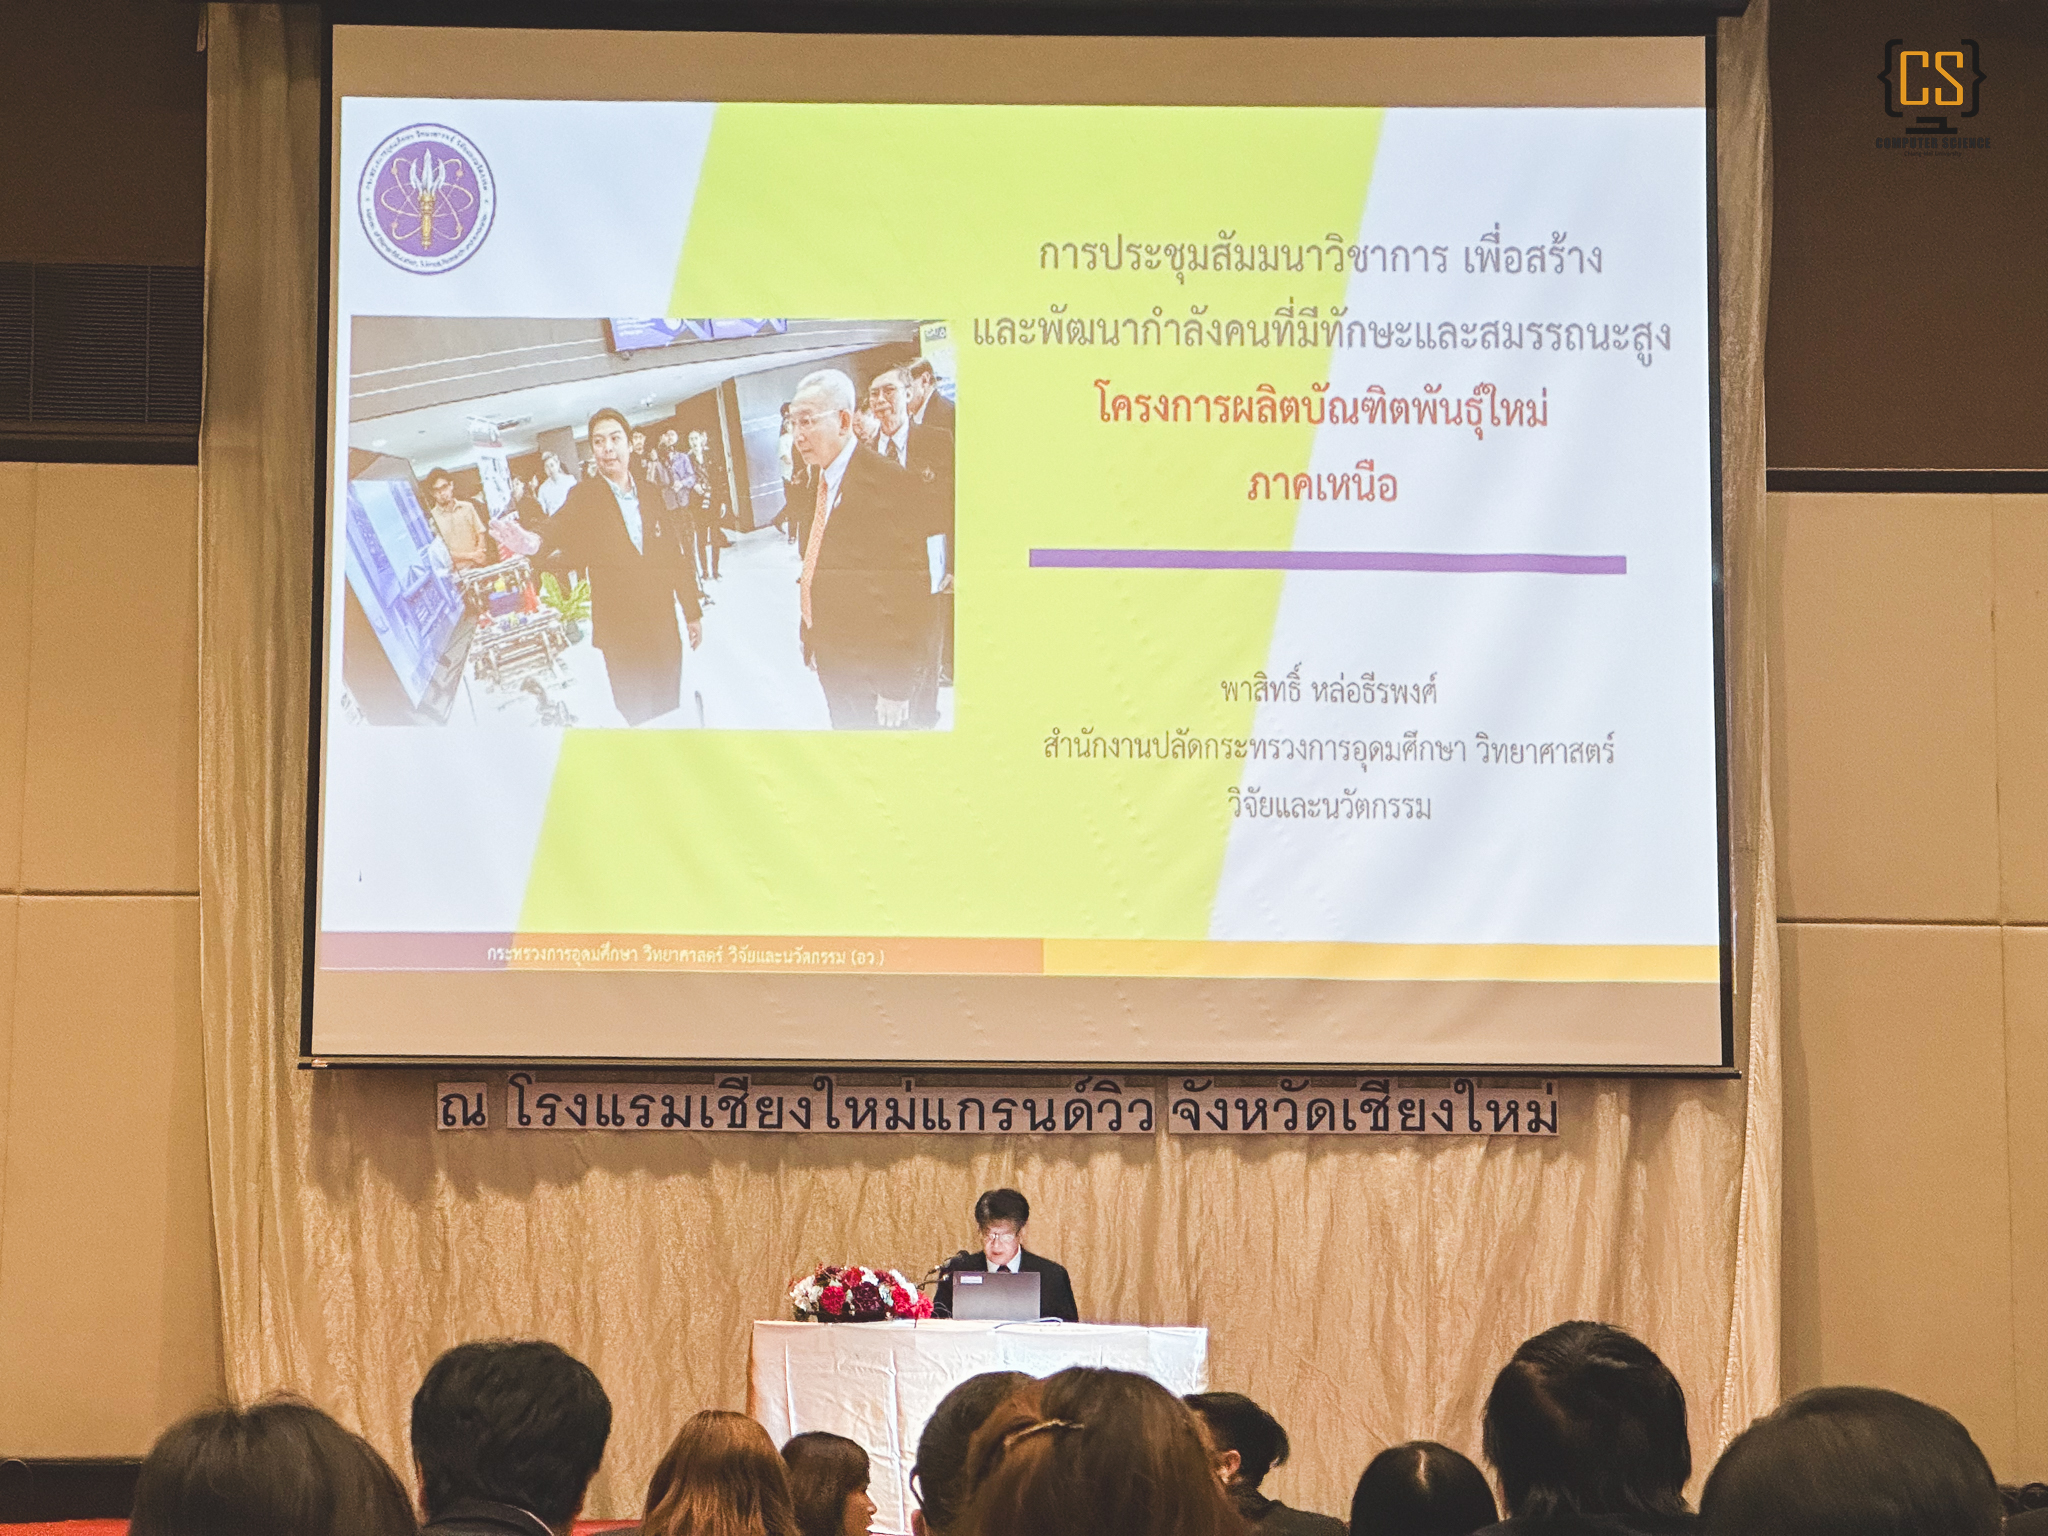 CS
COMPUTER SCIENCE
การประชุมสัมมนาวิชาการ เพื่อสร้าง
และพัฒนากำลังคนที่มีทักษะและสมรรถนะสูง
โครงการผลิตบัณฑิตพันธุ์ใหม่
ภาคเหนือ
พาสิทธิ์ หล่อธีรพงศ์
สำนักงานปลัดกระทรวงการอุดมศึกษา วิทยาศาสตร์
วิจัยและนวัตกรรม
กระทรวงการอุดมศึกษา วิทยาศาสตร์ วิจัยและนวัตกรรม (อว.)
ณ โรงแรมเชียงใหม่แกรนด์วิว จังหวัดเชียงใหม่